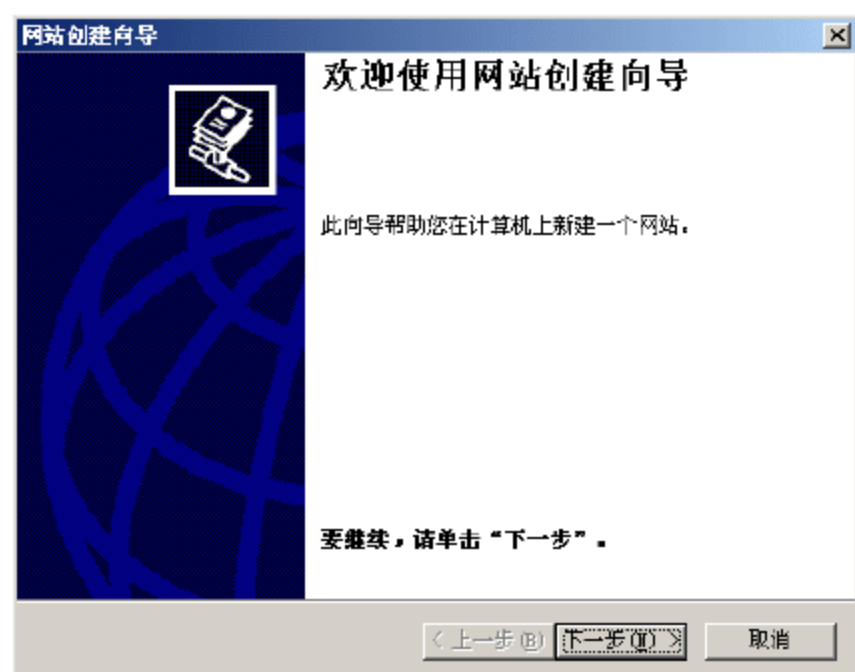 网站创建向导
欢迎使用网站创建向导
此向导帮助您在计算机上新建一个网站。
要继续，请单击“下一步”。
< 上一步(B) 下一步(N) > 取消